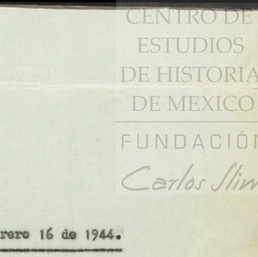 CENTRO DE
ESTUDIOS
DE HISTORIA
DE MEXICO
FUNDACIÓN
Carlos Slim
rero 16 de 1944.